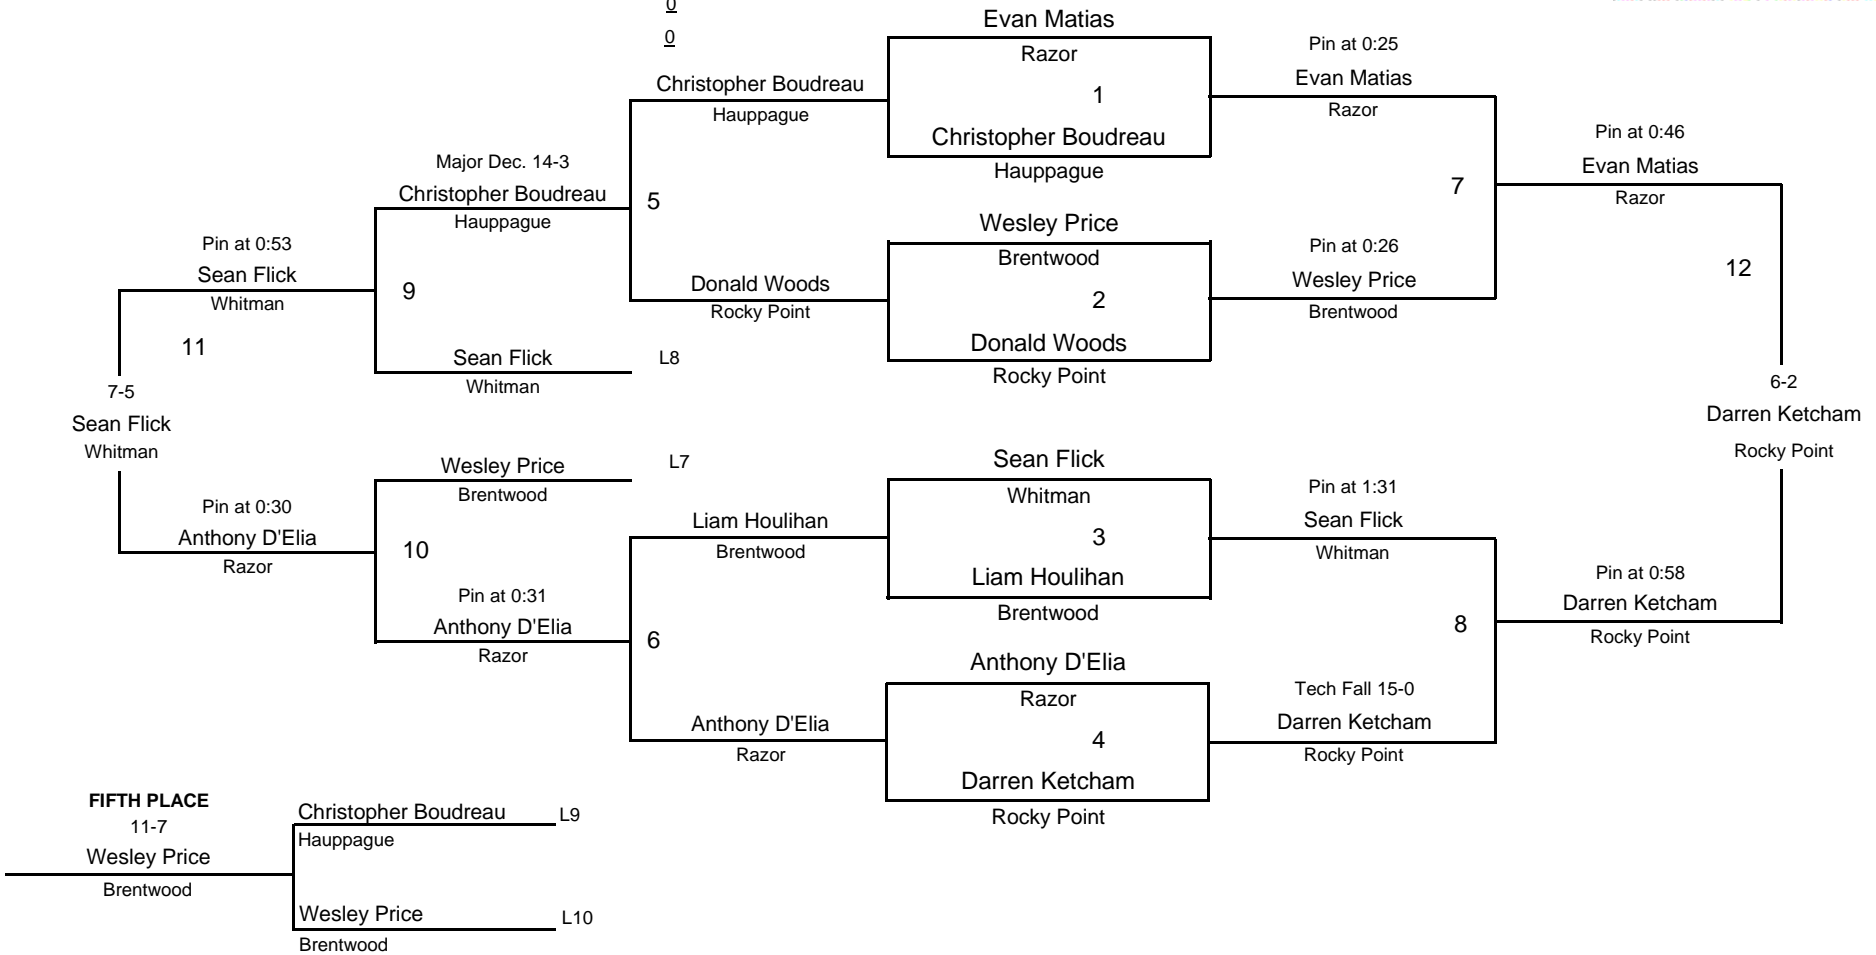 0
0
Evan Matias
Razor
1
Christopher Boudreau
Hauppague
Pin at 0:25
Evan Matias
Razor
Christopher Boudreau
Hauppague
Pin at 0:46
Evan Matias
Razor
Major Dec. 14-3
Christopher Boudreau
Hauppague
5
7
Wesley Price
Brentwood
2
Donald Woods
Rocky Point
Pin at 0:26
Wesley Price
Brentwood
Donald Woods
Rocky Point
12
Pin at 0:53
Sean Flick
Whitman
9
11
Sean Flick
Whitman
L8
7-5
Sean Flick
Whitman
6-2
Darren Ketcham
Rocky Point
Wesley Price
Brentwood
L7
Sean Flick
Whitman
3
Liam Houlihan
Brentwood
Pin at 1:31
Sean Flick
Whitman
Liam Houlihan
Brentwood
Pin at 0:30
Anthony D'Elia
Razor
10
Pin at 0:31
Anthony D'Elia
Razor
6
8
Pin at 0:58
Darren Ketcham
Rocky Point
Anthony D'Elia
Razor
4
Darren Ketcham
Rocky Point
Tech Fall 15-0
Darren Ketcham
Rocky Point
Anthony D'Elia
Razor
FIFTH PLACE
11-7
Wesley Price
Brentwood
Christopher Boudreau
L9
Hauppague
Wesley Price
L10
Brentwood